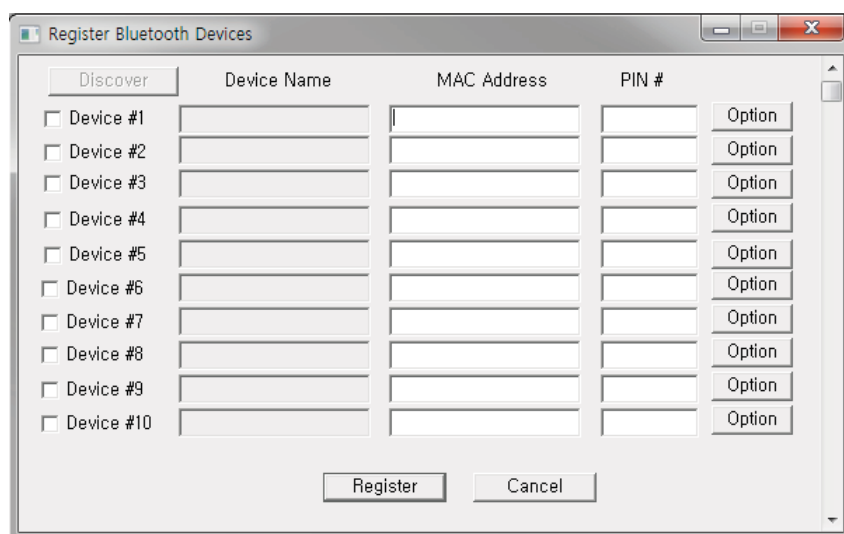 Register Bluetooth Devices
Discover Device Name MAC Address PIN #
Device #1 Option
Device #2 Option
Device #3 Option
Device #4 Option
Device #5 Option
Device #6 Option
Device #7 Option
Device #8 Option
Device #9 Option
Device #10 Option
Register Cancel